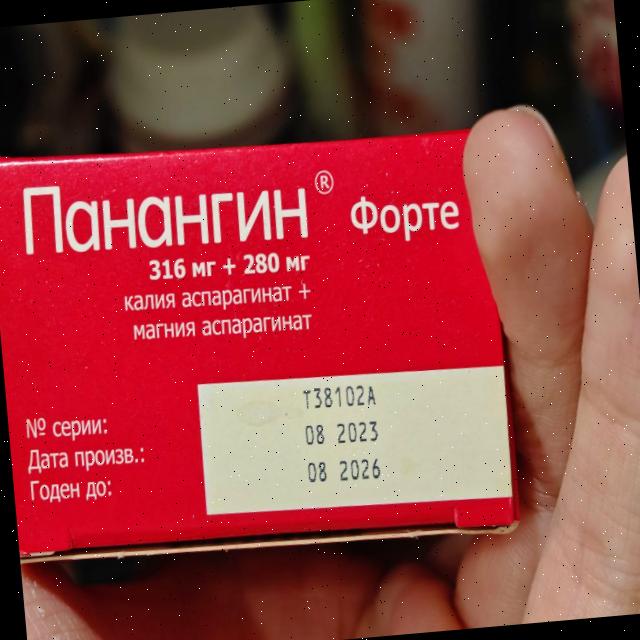 Панангин® Форте
316 мг + 280 мг
калия аспарагинат +
магния аспарагинат
№ серии: T38102A
Дата произв.: 08 2023
Годен до: 08 2026